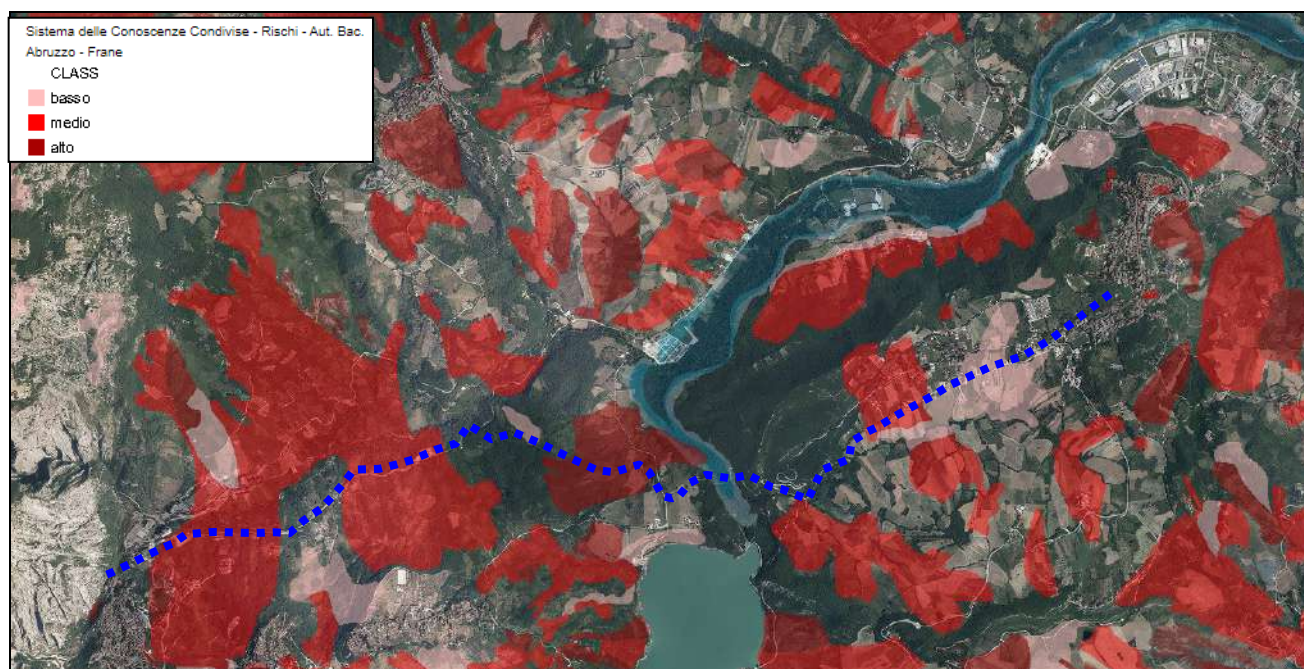 Sistema delle Conoscenze Condivise - Rischi - Aut. Bac.
Abruzzo - Frane
CLASS
basso
medio
alto